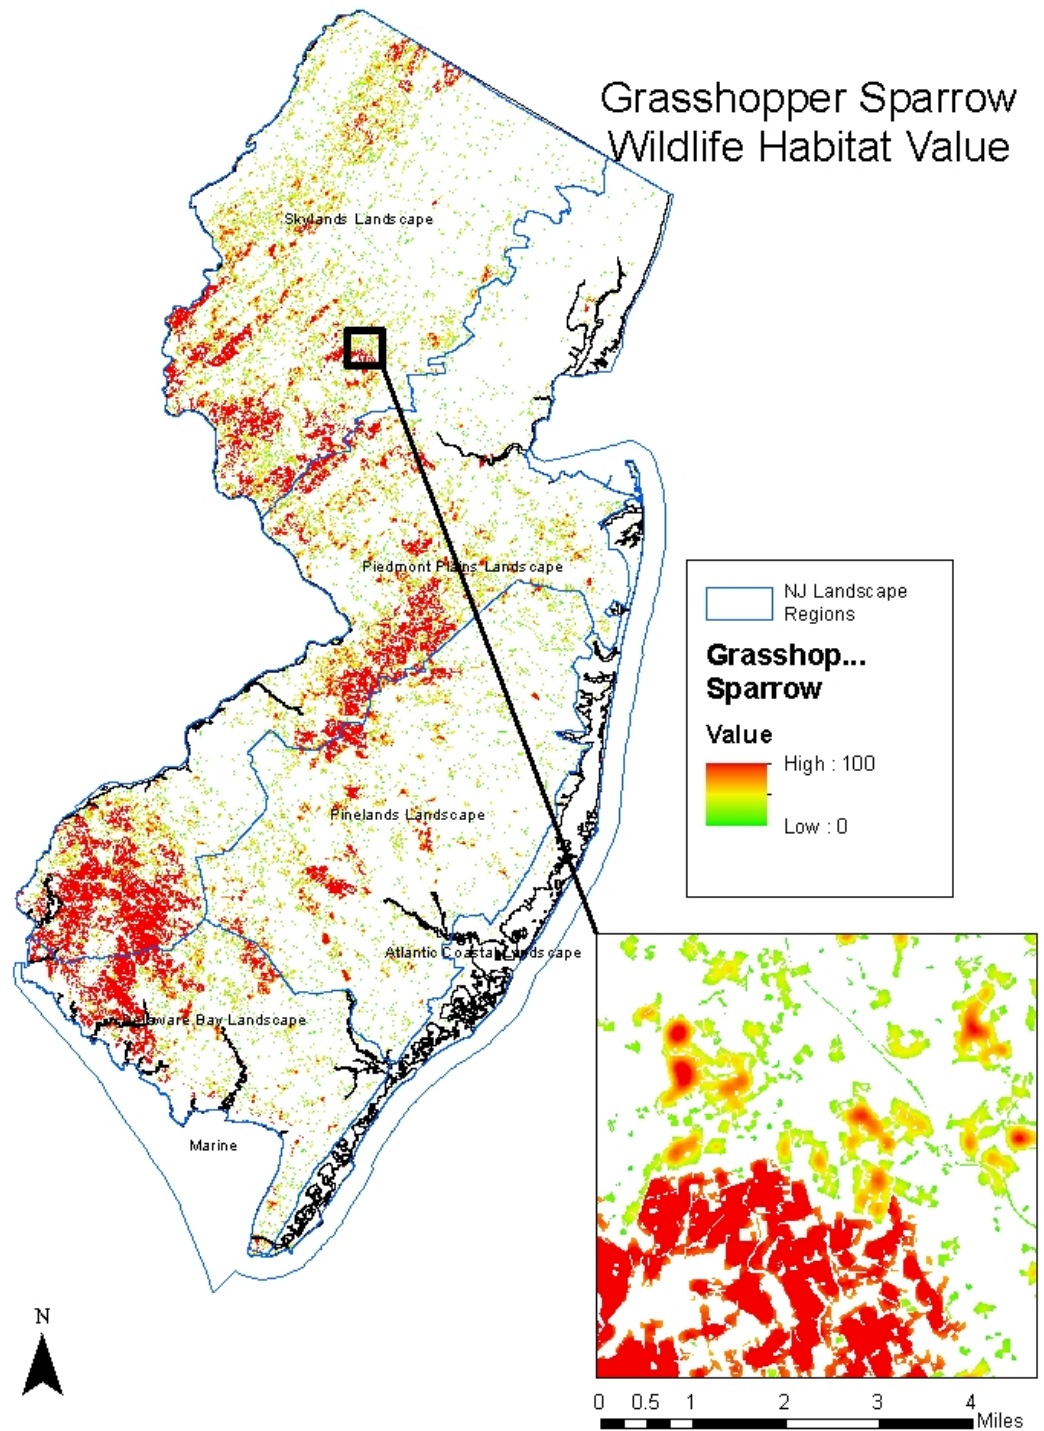 Grasshopper Sparrow
Wildlife Habitat Value
Skylands Landscape
Piedmont Plains Landscape
NJ Landscape
Regions
Grasshop...
Sparrow
Value
High : 100
Low : 0
Pinelands Landscape
Atlantic Coastal Landscape
Delaware Bay Landscape
Marine
N
0 0.5 1 2 3 4
Miles